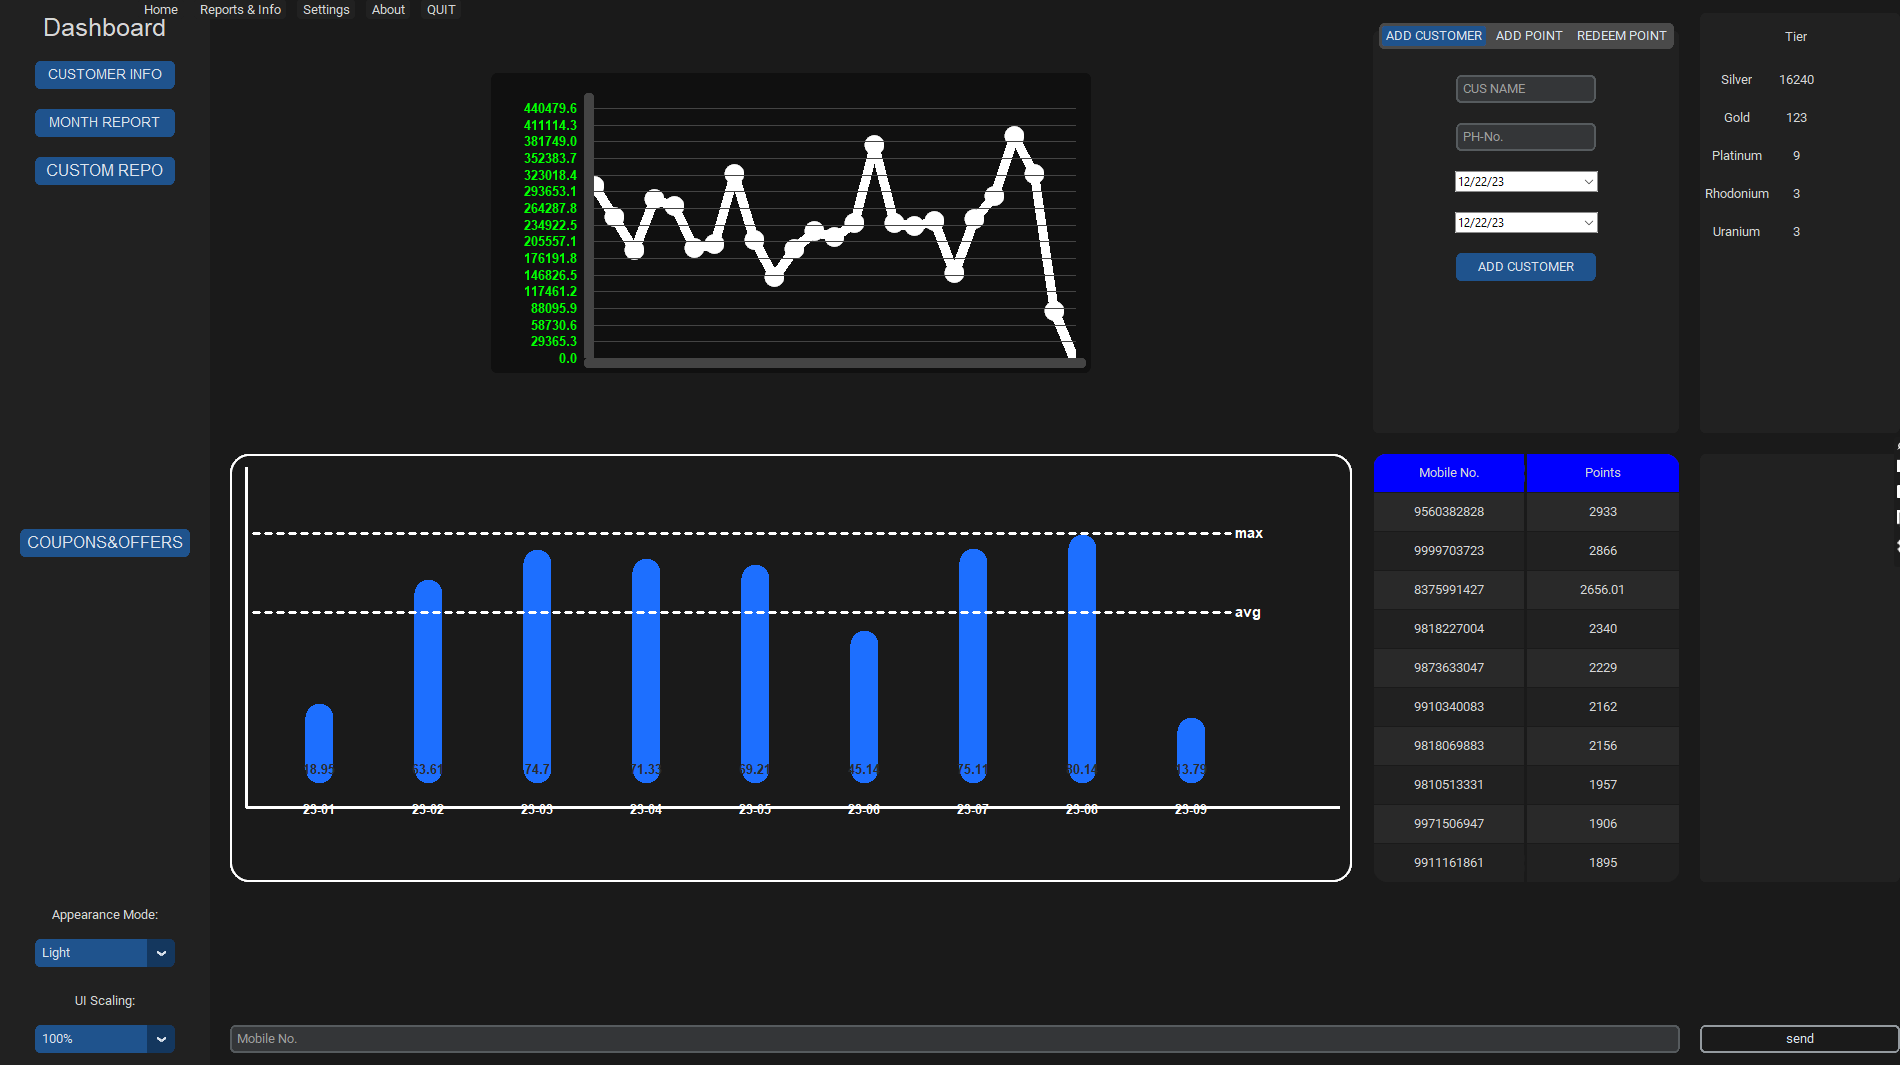 Home Reports & Info Settings About QUIT
Dashboard
CUSTOMER INFO
MONTH REPORT
CUSTOM REPO
COUPONS&OFFERS
Appearance Mode:
Light
UI Scaling:
100%
440479.6
411114.3
381749.0
352383.7
323018.4
293653.1
264287.8
234922.5
205557.1
176191.8
146826.5
117461.2
88095.9
58730.6
29365.3
0.0
ADD CUSTOMER ADD POINT REDEEM POINT
CUS NAME
PH-No.
12/22/23
12/22/23
ADD CUSTOMER
Tier
Silver 16240
Gold 123
Platinum 9
Rhodonium 3
Uranium 3
max
avg
18.95 63.61 74.7 71.33 69.21 45.14 75.11 80.14 13.79
23-01 23-02 23-03 23-04 23-05 23-06 23-07 23-08 23-09
Mobile No. Points
9560382828 2933
9999703723 2866
8375991427 2656.01
9818227004 2340
9873633047 2229
9910340083 2162
9818069883 2156
9810513331 1957
9971506947 1906
9911161861 1895
Mobile No. send